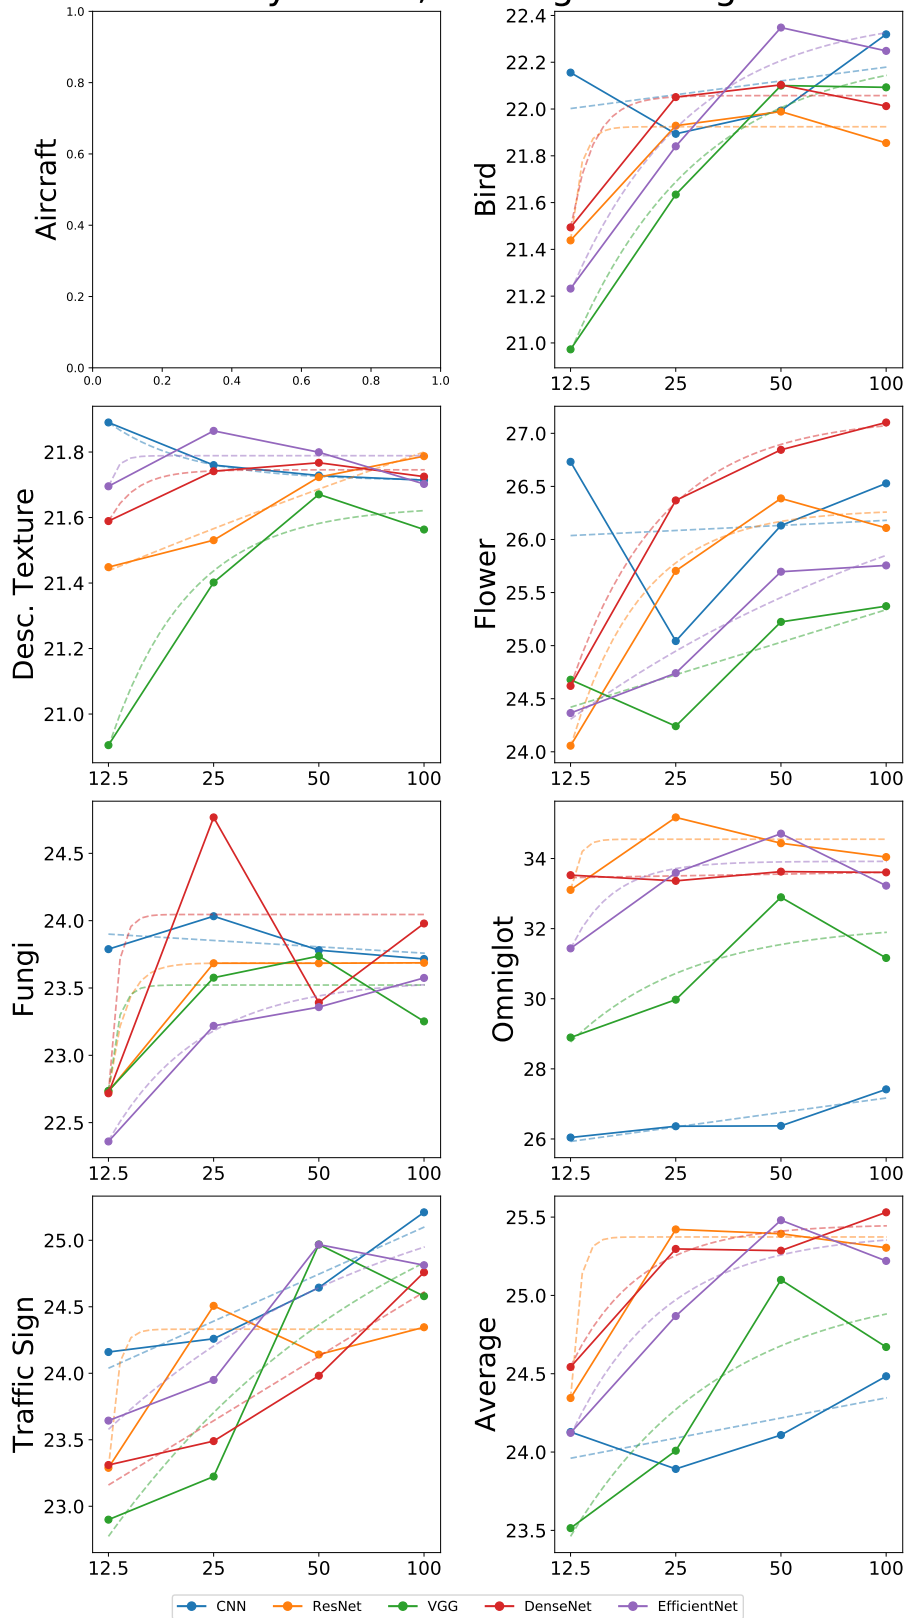 Aircraft
1.0
0.8
0.6
0.4
0.2
0.0
0.0 0.2 0.4 0.6 0.8 1.0
Bird
22.4
22.2
22.0
21.8
21.6
21.4
21.2
21.0
12.5 25 50 100
Desc. Texture
21.8
21.6
21.4
21.2
21.0
12.5 25 50 100
Flower
27.0
26.5
26.0
25.5
25.0
24.5
24.0
12.5 25 50 100
Fungi
24.5
24.0
23.5
23.0
22.5
12.5 25 50 100
Omniglot
34
32
30
28
26
12.5 25 50 100
Traffic Sign
25.0
24.5
24.0
23.5
23.0
12.5 25 50 100
Average
25.5
25.0
24.5
24.0
23.5
12.5 25 50 100
CNN ResNet VGG DenseNet EfficientNet